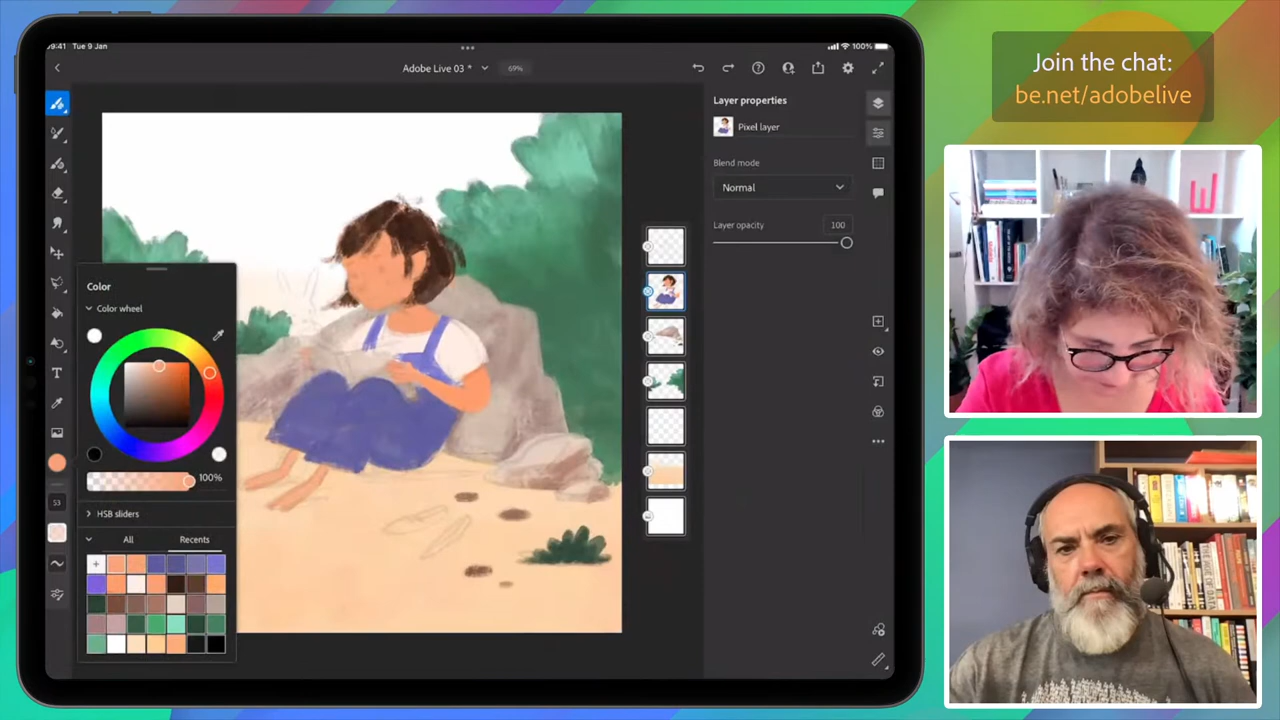 9:41 Tue 9 Jan
100%
Adobe Live 03 *
69%
Layer properties
Pixel layer
Blend mode
Normal
Layer opacity
100
Color
Color wheel
100%
HSB sliders
All
Recents
53
T
Join the chat:
be.net/adobelive